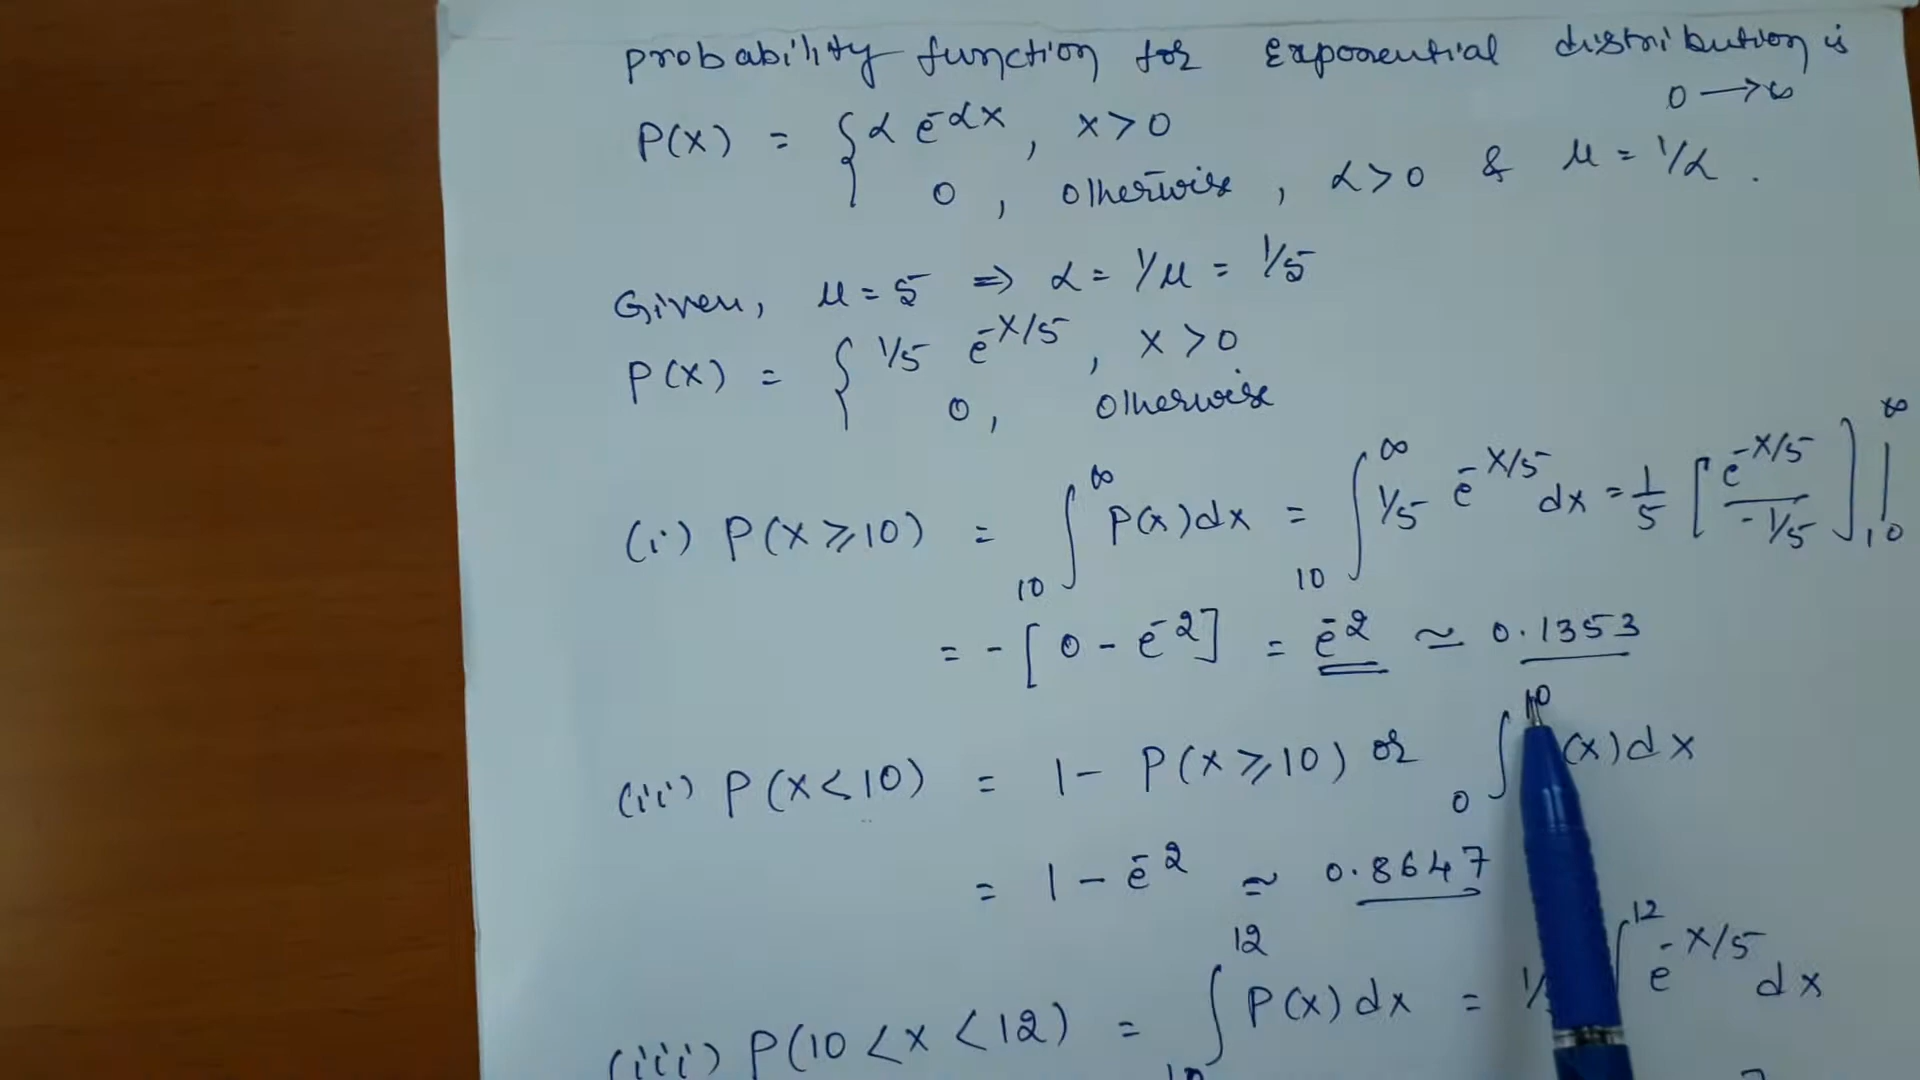 probability function for Exponential distribution is
0 → ∞
P(x) = { α e^-αx , x > 0
0 , otherwise , α > 0 & μ = 1/α .
Given, μ = 5 ⇒ α = 1/μ = 1/5
P(x) = { 1/5 e^-x/5 , x > 0
0 , otherwise
(i) P(x ≥ 10) = ∫_10^∞ P(x) dx = ∫_10^∞ 1/5 e^-x/5 dx = 1/5 [ e^-x/5 / -1/5 ] |_10^∞
= - [ 0 - e^-2 ] = e^-2 ≃ 0.1353
(ii) P(x < 10) = 1 - P(x ≥ 10) or ∫_0^10 (x) dx
= 1 - e^-2 ≈ 0.8647
(iii) P(10 < x < 12) = ∫_10^12 P(x) dx = 1/ ∫^12 e^-x/5 dx